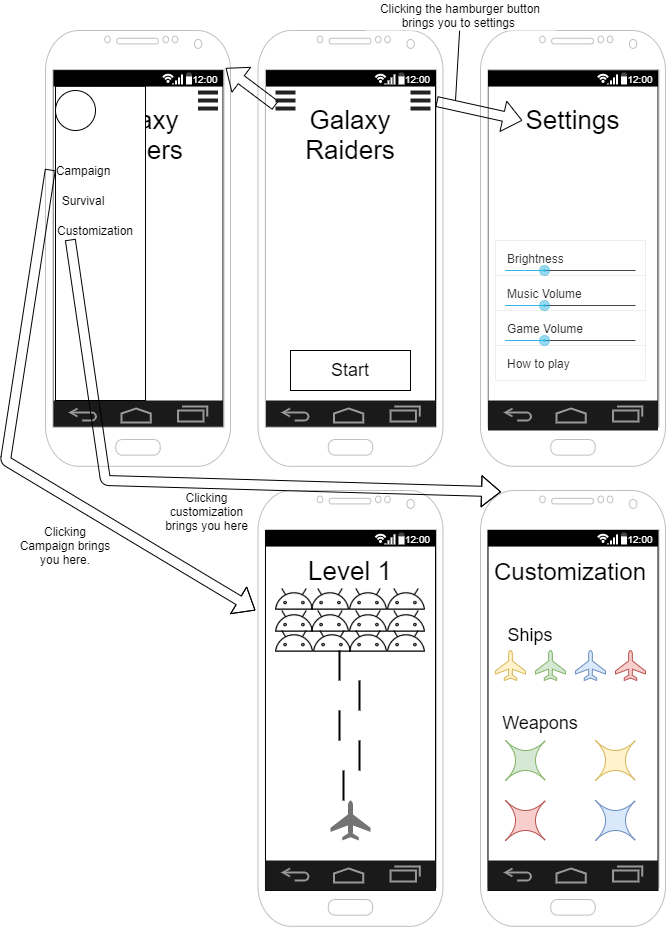 Clicking the hamburger button
brings you to settings
12:00
axy
ers
Campaign
Survival
Customization
12:00
Galaxy
Raiders
Start
12:00
Settings
Brightness
Music Volume
Game Volume
How to play
Clicking
customization
brings you here
Clicking
Campaign brings
you here.
12:00
Level 1
12:00
Customization
Ships
Weapons